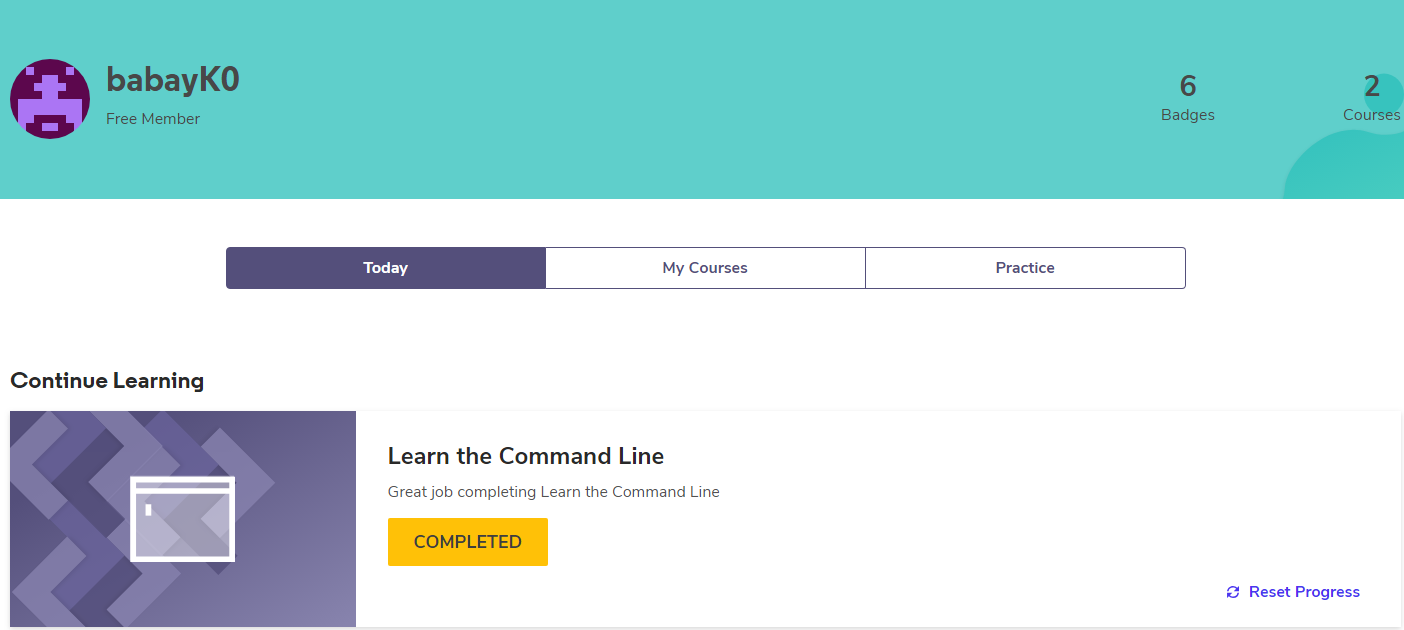 babayK0
Free Member
6
Badges
2
Courses
Today
My Courses
Practice
Continue Learning
Learn the Command Line
Great job completing Learn the Command Line
COMPLETED
Reset Progress